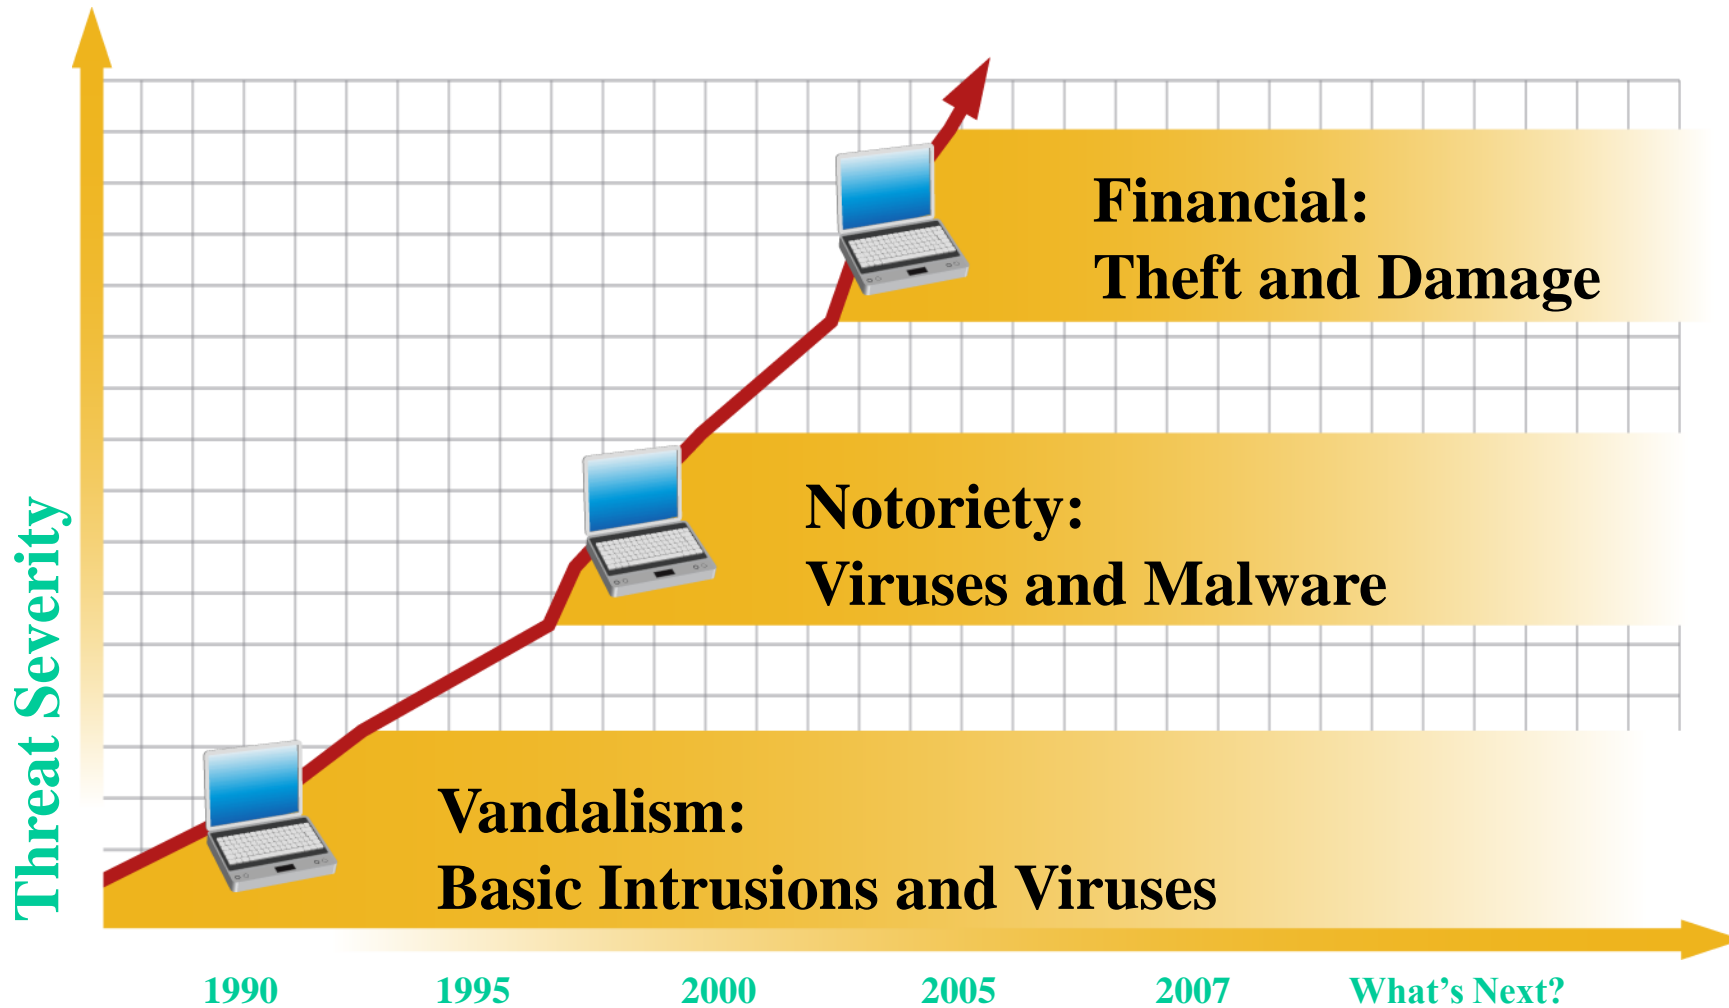 Financial:
Theft and Damage
Notoriety:
Viruses and Malware
Vandalism:
Basic Intrusions and Viruses
Threat Severity
1990 1995 2000 2005 2007 What’s Next?